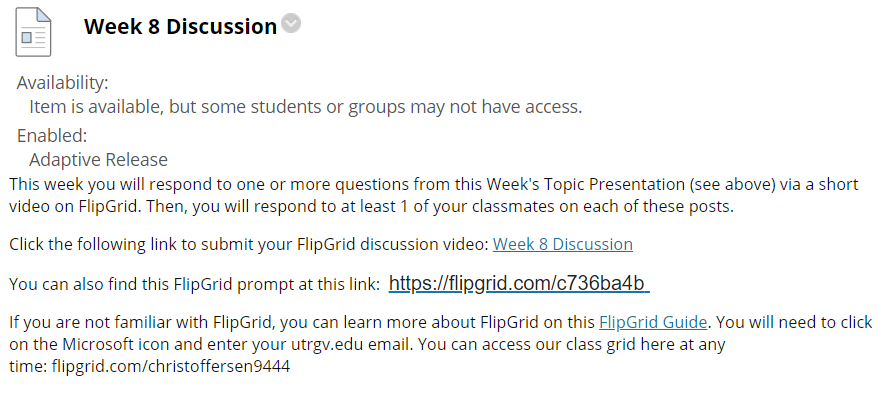 Week 8 Discussion
Availability:
Item is available, but some students or groups may not have access.
Enabled:
Adaptive Release
This week you will respond to one or more questions from this Week's Topic Presentation (see above) via a short
video on FlipGrid. Then, you will respond to at least 1 of your classmates on each of these posts.
Click the following link to submit your FlipGrid discussion video: Week 8 Discussion
You can also find this FlipGrid prompt at this link: https://flipgrid.com/c736ba4b
If you are not familiar with FlipGrid, you can learn more about FlipGrid on this FlipGrid Guide. You will need to click
on the Microsoft icon and enter your utrgv.edu email. You can access our class grid here at any
time: flipgrid.com/christoffersen9444